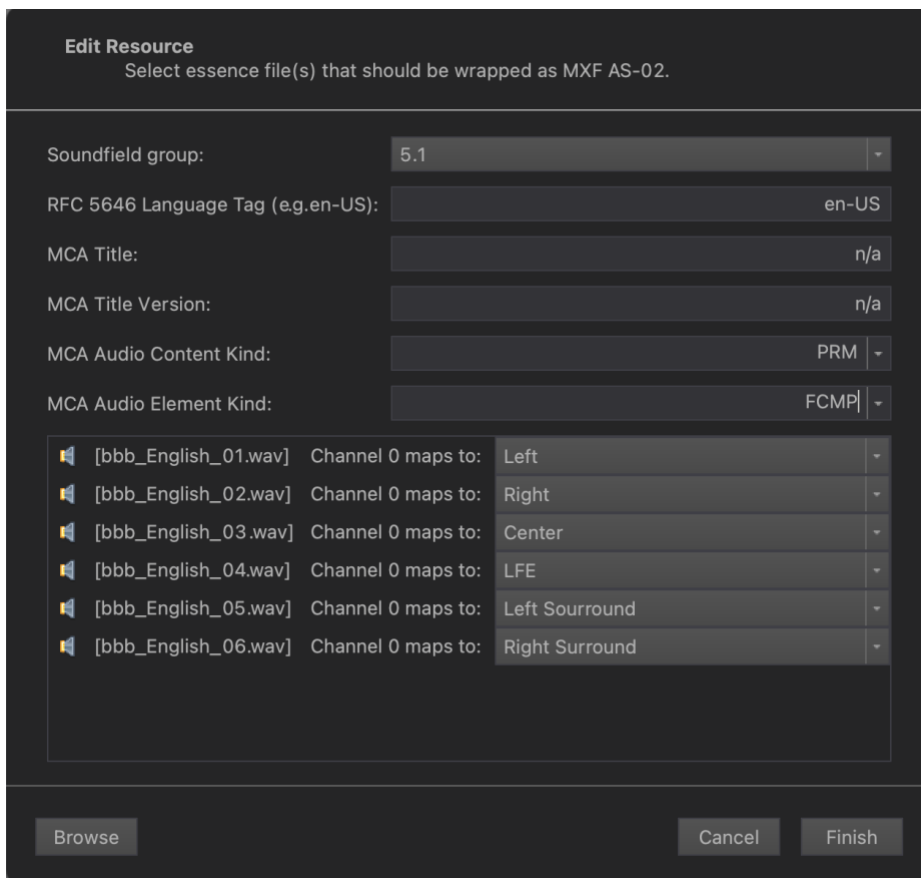 Edit Resource
Select essence file(s) that should be wrapped as MXF AS-02.
Soundfield group: 5.1
RFC 5646 Language Tag (e.g.en-US): en-US
MCA Title: n/a
MCA Title Version: n/a
MCA Audio Content Kind: PRM
MCA Audio Element Kind: FCMP
[bbb_English_01.wav] Channel 0 maps to: Left
[bbb_English_02.wav] Channel 0 maps to: Right
[bbb_English_03.wav] Channel 0 maps to: Center
[bbb_English_04.wav] Channel 0 maps to: LFE
[bbb_English_05.wav] Channel 0 maps to: Left Sourround
[bbb_English_06.wav] Channel 0 maps to: Right Surround
Browse Cancel Finish